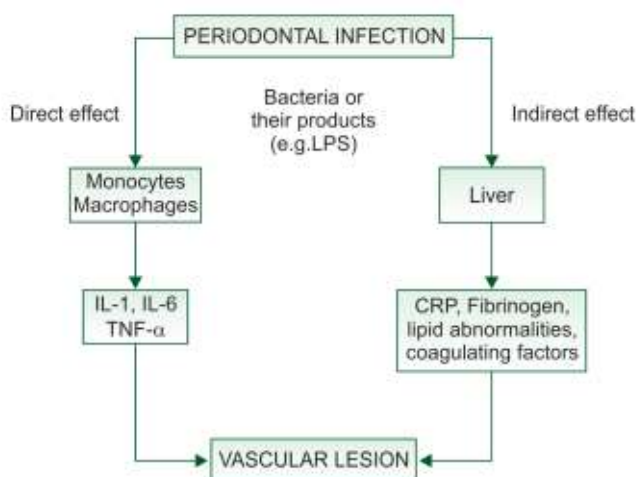 PERIODONTAL INFECTION
Direct effect
Bacteria or
their products
(e.g.LPS)
Indirect effect
Monocytes
Macrophages
Liver
IL-1, IL-6
TNF-α
CRP, Fibrinogen,
lipid abnormalities,
coagulating factors
VASCULAR LESION